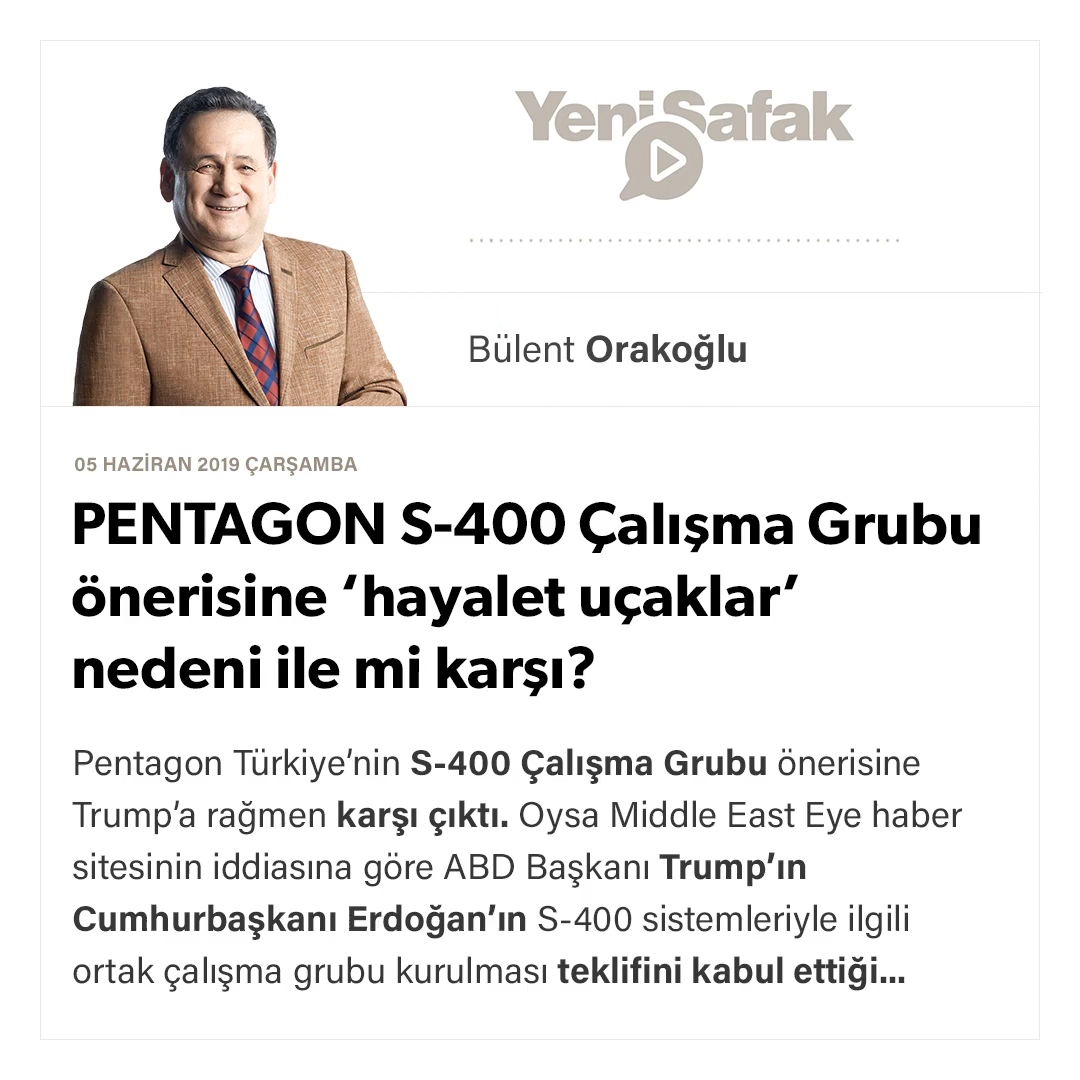 YeniSafak
Bülent Orakoğlu
05 HAZİRAN 2019 ÇARŞAMBA
PENTAGON S-400 Çalışma Grubu
önerisine ‘hayalet uçaklar’
nedeni ile mi karşı?
Pentagon Türkiye’nin S-400 Çalışma Grubu önerisine
Trump’a rağmen karşı çıktı. Oysa Middle East Eye haber
sitesinin iddiasına göre ABD Başkanı Trump’ın
Cumhurbaşkanı Erdoğan’ın S-400 sistemleriyle ilgili
ortak çalışma grubu kurulması teklifini kabul ettiği...